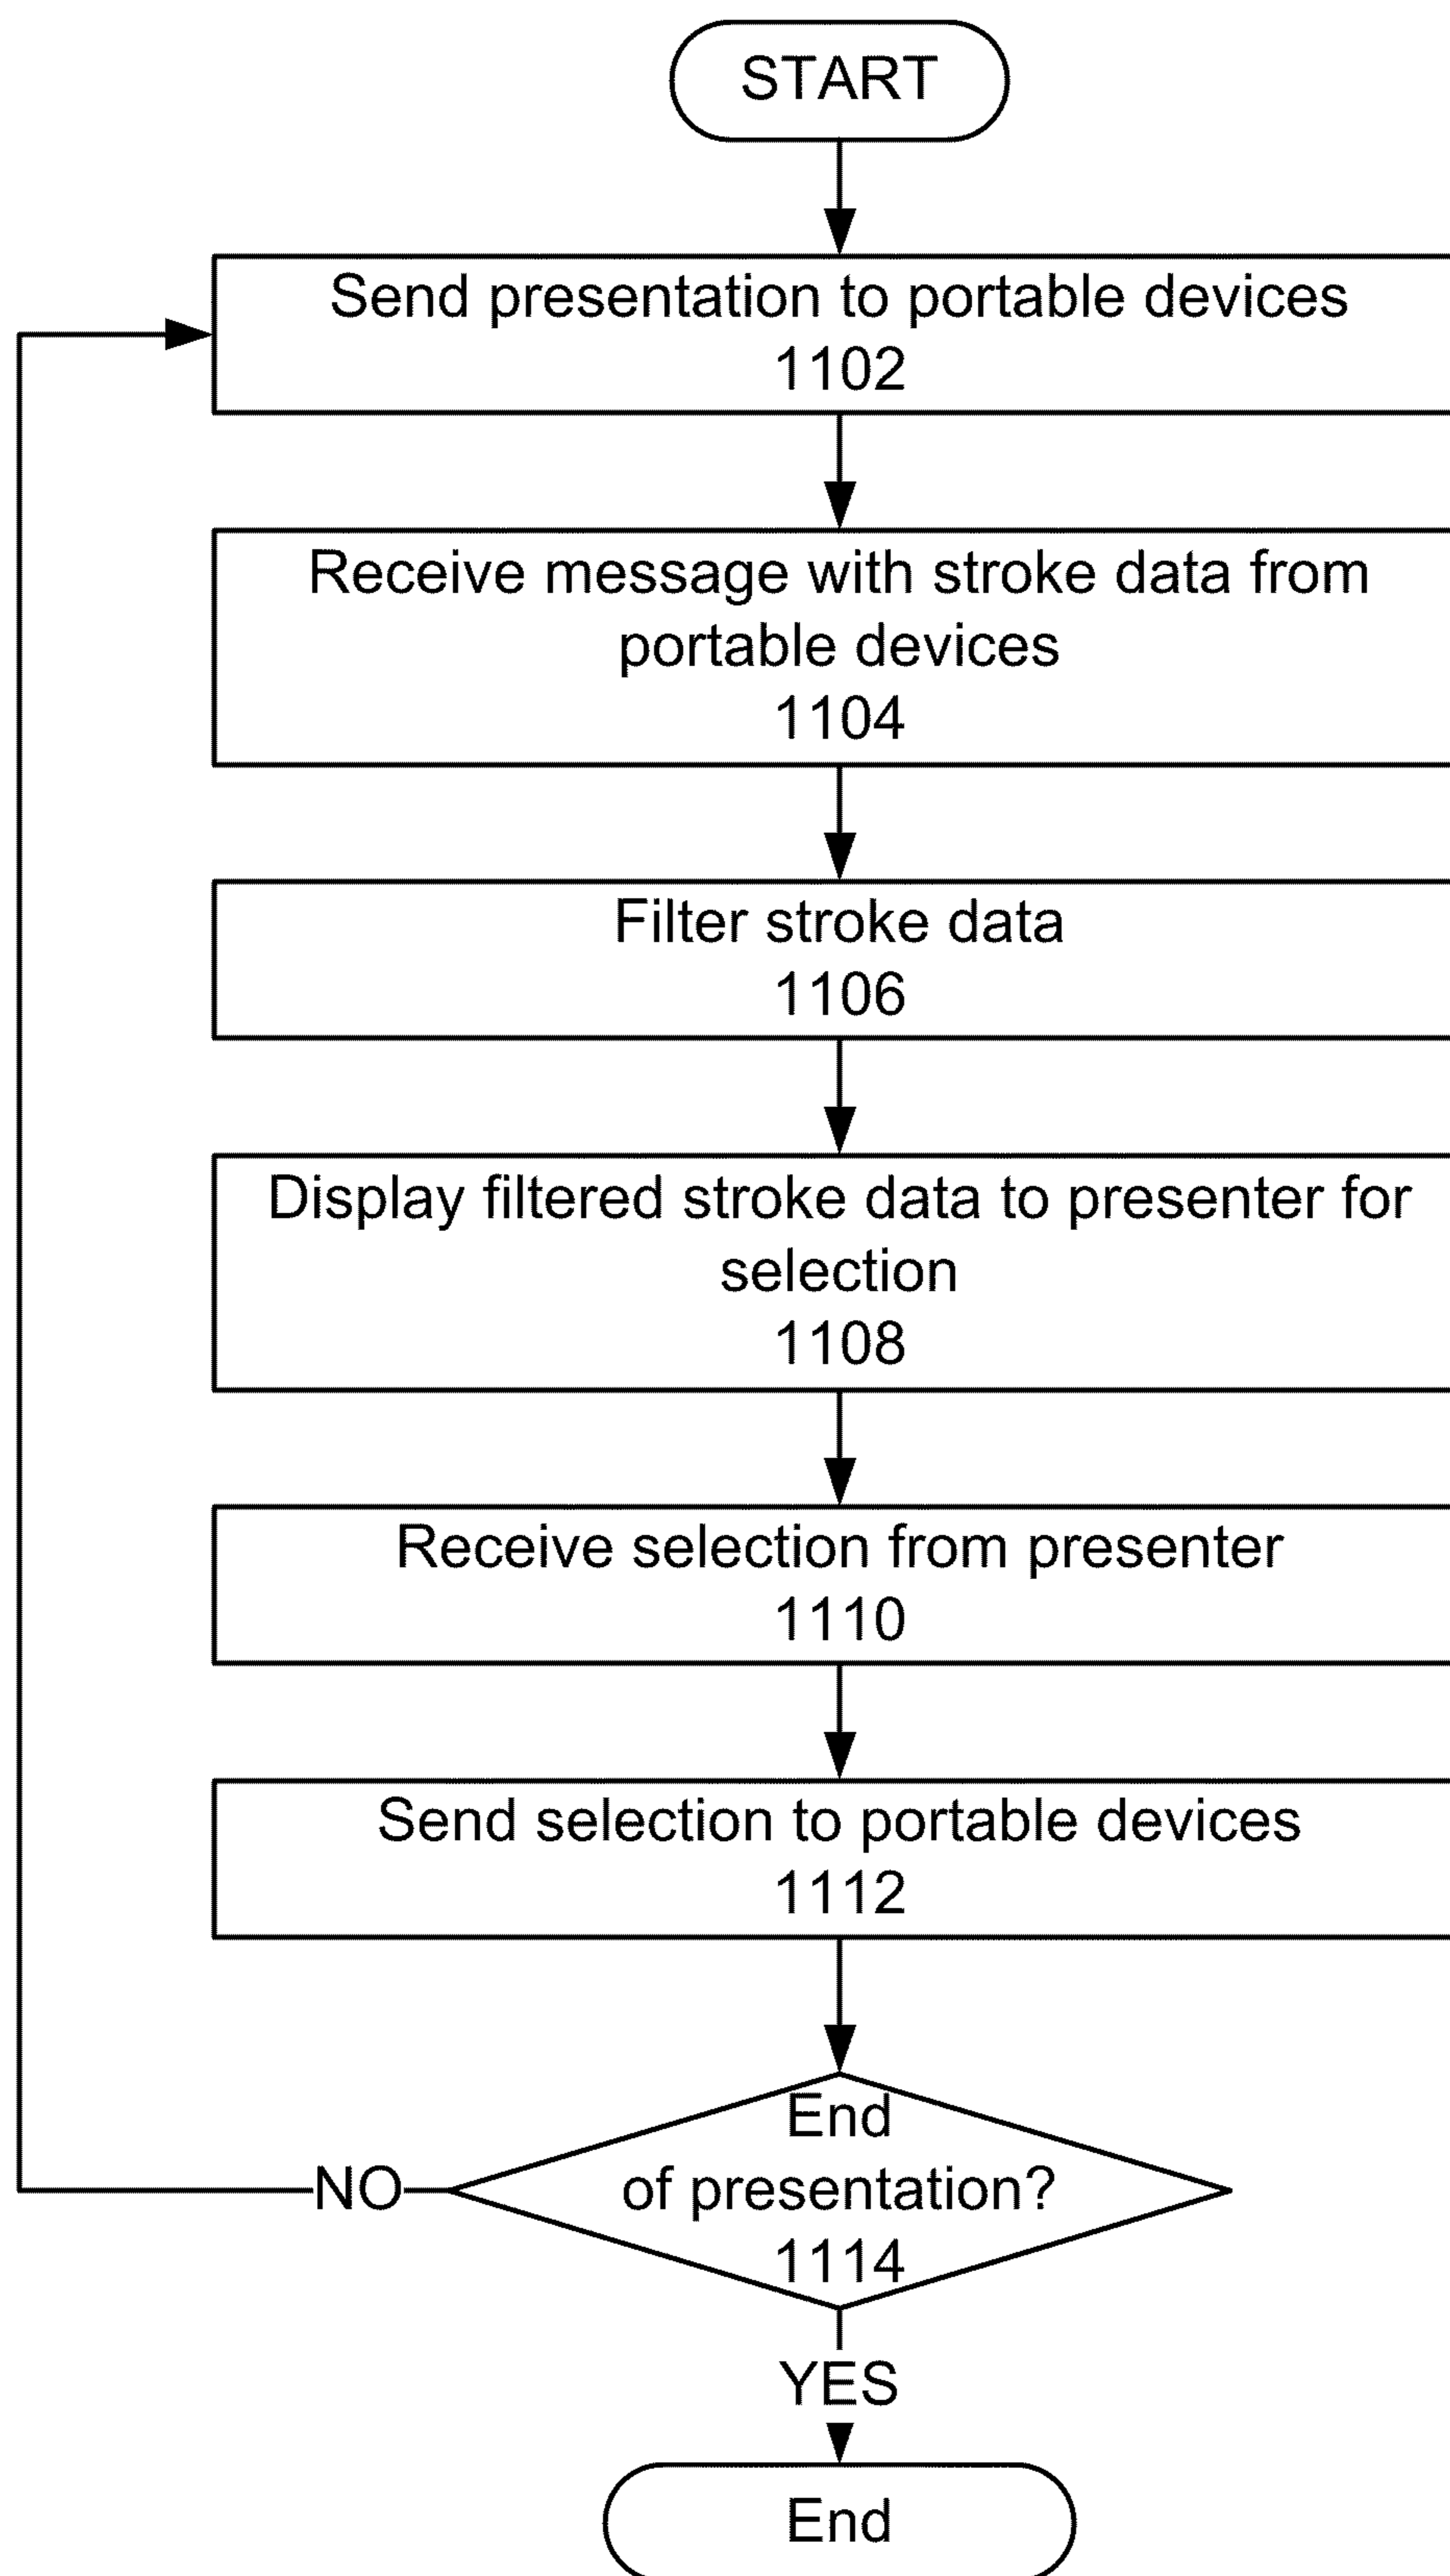 START
Send presentation to portable devices
1102
Receive message with stroke data from
portable devices
1104
Filter stroke data
1106
Display filtered stroke data to presenter for
selection
1108
Receive selection from presenter
1110
Send selection to portable devices
1112
End
of presentation?
1114
NO
YES
End